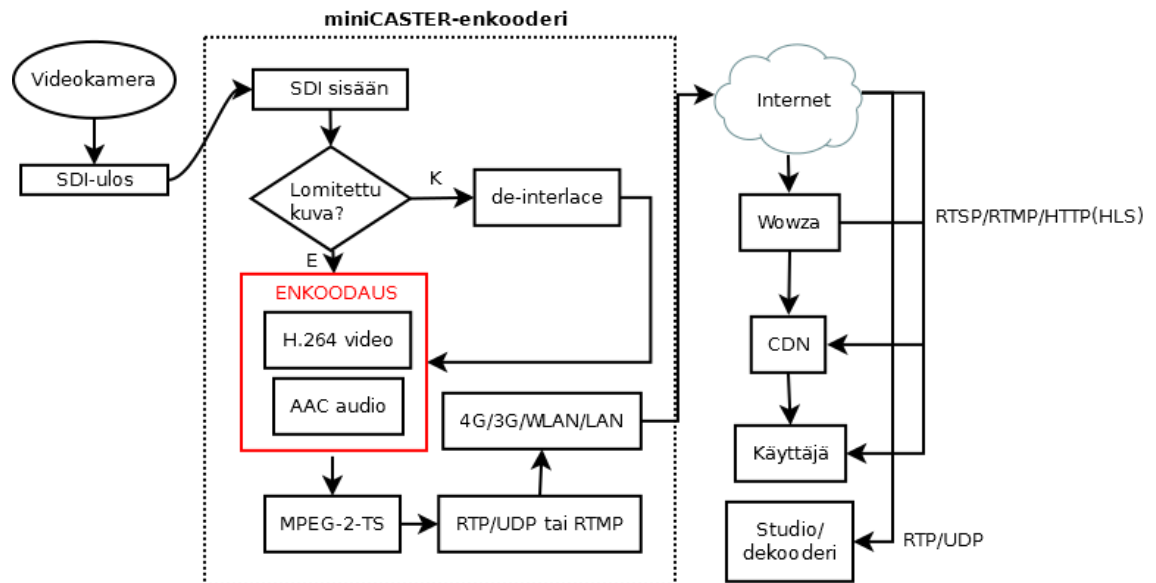 miniCASTER-enkooderi
Videokamera
SDI-ulos
SDI sisään
Lomitettu
kuva?
K
de-interlace
E
ENKOODAUS
H.264 video
AAC audio
MPEG-2-TS
RTP/UDP tai RTMP
4G/3G/WLAN/LAN
Internet
Wowza
RTSP/RTMP/HTTP(HLS)
CDN
Käyttäjä
Studio/
dekooderi
RTP/UDP